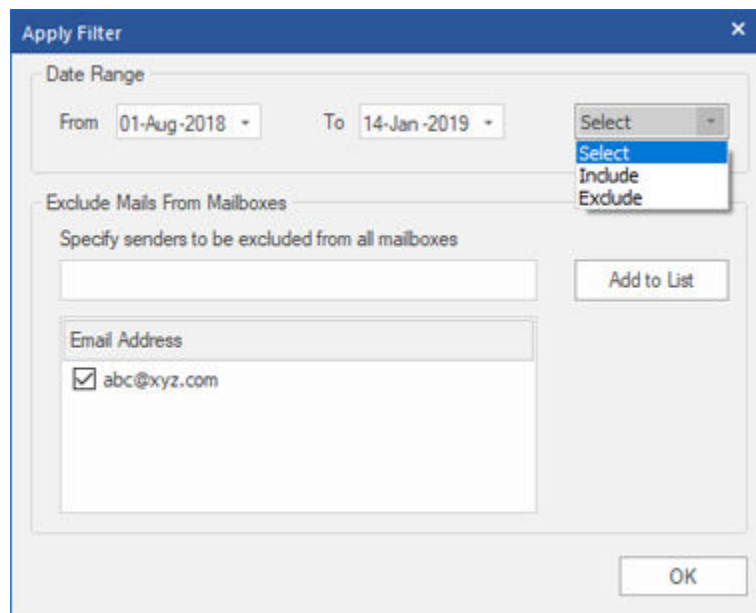 Apply Filter
Date Range
From 01-Aug-2018 To 14-Jan -2019 Select
Select
Include
Exclude
Exclude Mails From Mailboxes
Specify senders to be excluded from all mailboxes
Add to List
Email Address
abc@xyz.com
OK